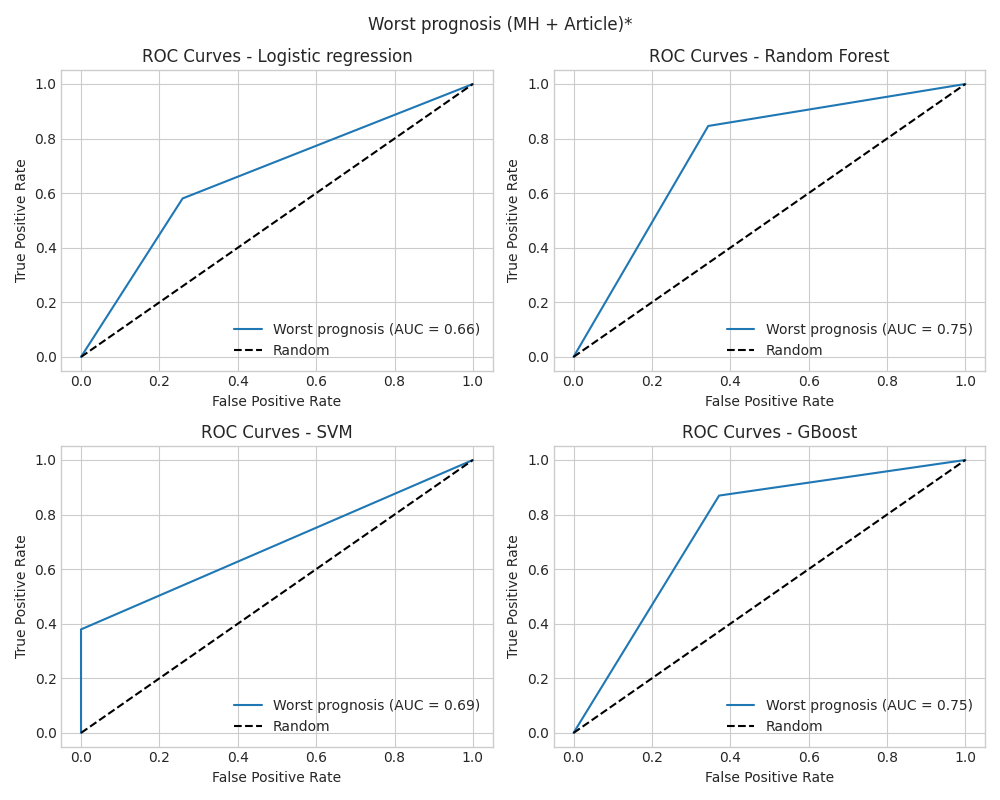 Worst prognosis (MH + Article)*
ROC Curves - Logistic regression
True Positive Rate
1.0
0.8
0.6
0.4
0.2
0.0
Worst prognosis (AUC = 0.66)
Random
0.0 0.2 0.4 0.6 0.8 1.0
False Positive Rate
ROC Curves - Random Forest
True Positive Rate
1.0
0.8
0.6
0.4
0.2
0.0
Worst prognosis (AUC = 0.75)
Random
0.0 0.2 0.4 0.6 0.8 1.0
False Positive Rate
ROC Curves - SVM
True Positive Rate
1.0
0.8
0.6
0.4
0.2
0.0
Worst prognosis (AUC = 0.69)
Random
0.0 0.2 0.4 0.6 0.8 1.0
False Positive Rate
ROC Curves - GBoost
True Positive Rate
1.0
0.8
0.6
0.4
0.2
0.0
Worst prognosis (AUC = 0.75)
Random
0.0 0.2 0.4 0.6 0.8 1.0
False Positive Rate